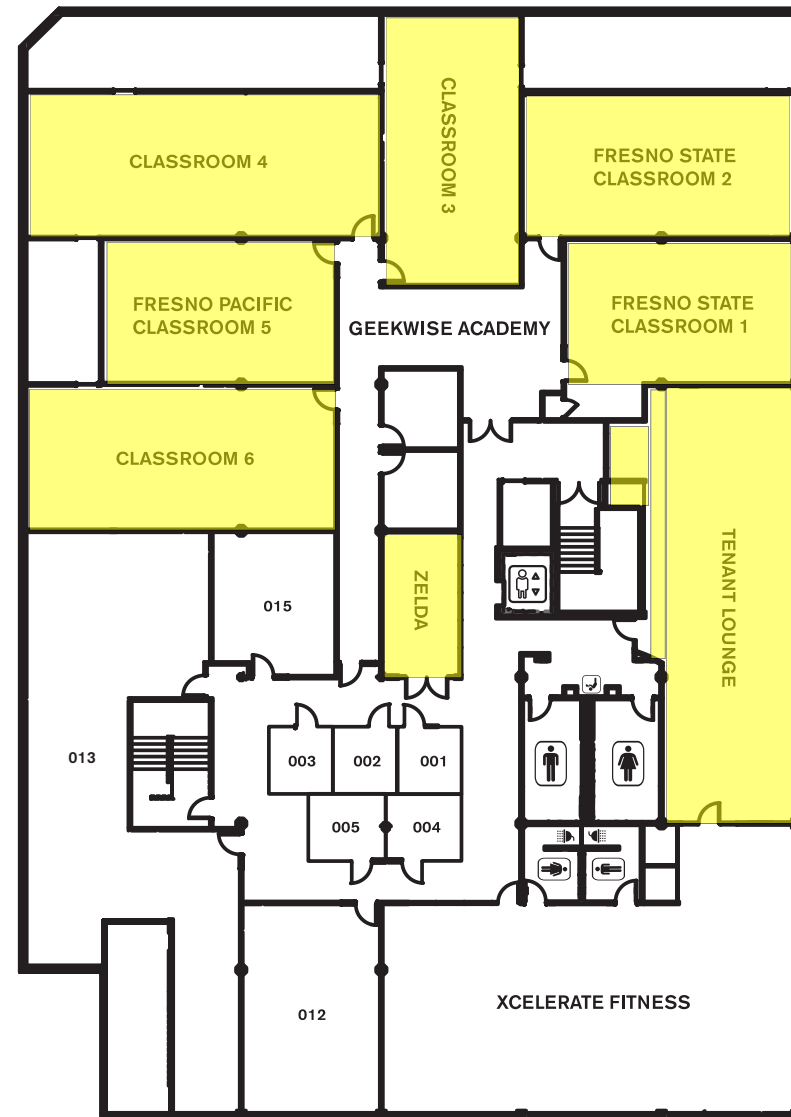 CLASSROOM 3
CLASSROOM 4
FRESNO STATE
CLASSROOM 2
FRESNO PACIFIC
CLASSROOM 5
FRESNO STATE
CLASSROOM 1
GEEKWISE ACADEMY
CLASSROOM 6
TENANT LOUNGE
ZELDA
015
013
003
002
001
005
004
012
XCELERATE FITNESS